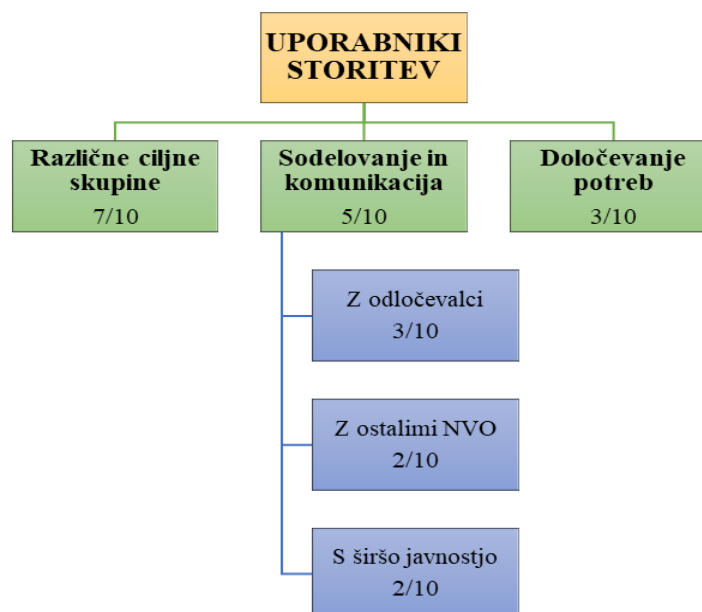 UPORABNIKI
STORITEV
Različne ciljne
skupine
7/10
Sodelovanje in
komunikacija
5/10
Določevanje
potreb
3/10
Z odločevalci
3/10
Z ostalimi NVO
2/10
S širšo javnostjo
2/10